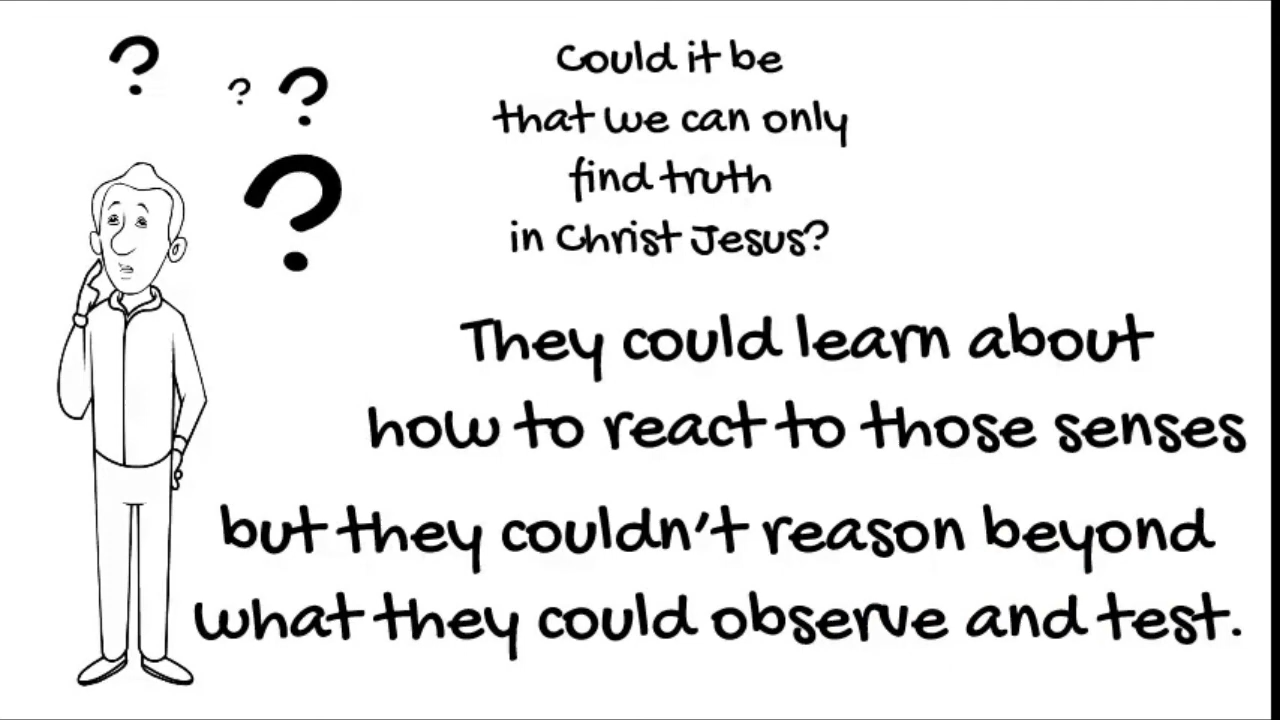 ? ? ?
?
Could it be
that we can only
find truth
in Christ Jesus?
They could learn about
how to react to those senses
but they couldn't reason beyond
what they could observe and test.